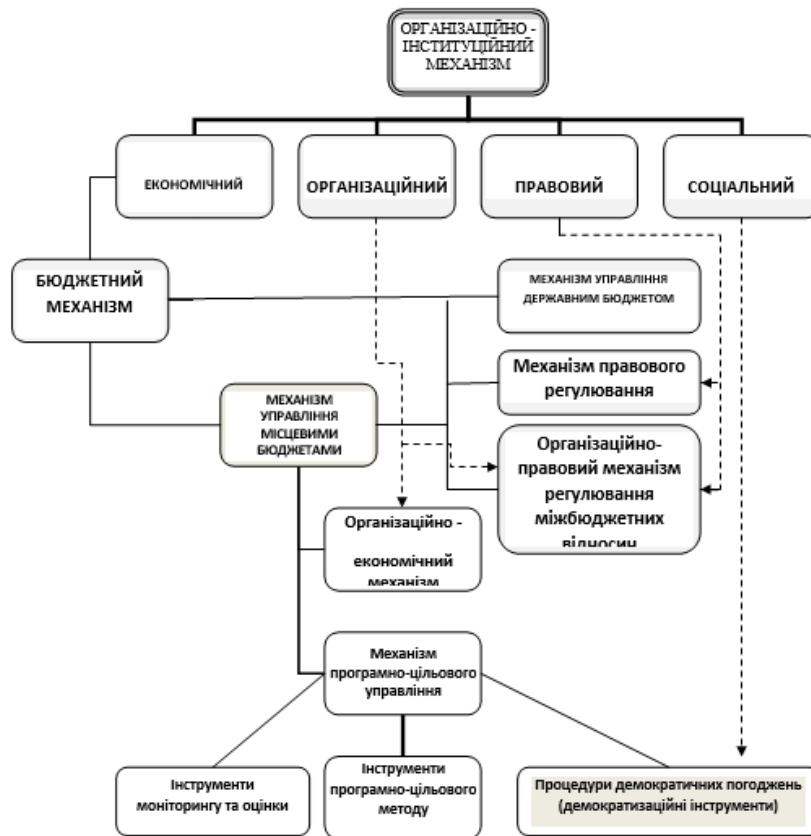 ОРГАНІЗАЦІЙНО -
ІНСТИТУЦІЙНИЙ
МЕХАНІЗМ
ЕКОНОМІЧНИЙ
ОРГАНІЗАЦІЙНИЙ
ПРАВОВИЙ
СОЦІАЛЬНИЙ
БЮДЖЕТНИЙ
МЕХАНІЗМ
МЕХАНІЗМ УПРАВЛІННЯ
ДЕРЖАВНИМ БЮДЖЕТОМ
Механізм правового
регулювання
МЕХАНІЗМ
УПРАВЛІННЯ
МІСЦЕВИМИ
БЮДЖЕТАМИ
Організаційно-
правовий механізм
регулювання
міжбюджетних
відносин
Організаційно -
економічний
механізм
Механізм
програмно-цільового
управління
Інструменти
моніторингу та оцінки
Інструменти
програмно-цільового
методу
Процедури демократичних погоджень
(демократизаційні інструменти)